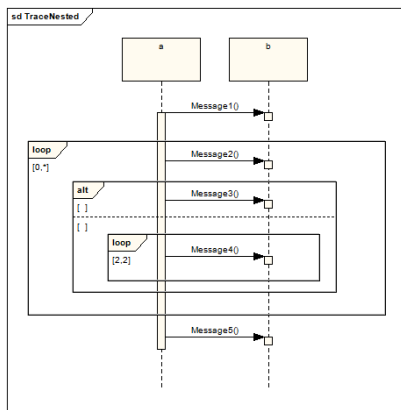 sd TraceNested
a
b
Message1()
loop
[0,*]
Message2()
alt
[ ]
Message3()
[ ]
loop
[2,2]
Message4()
Message5()